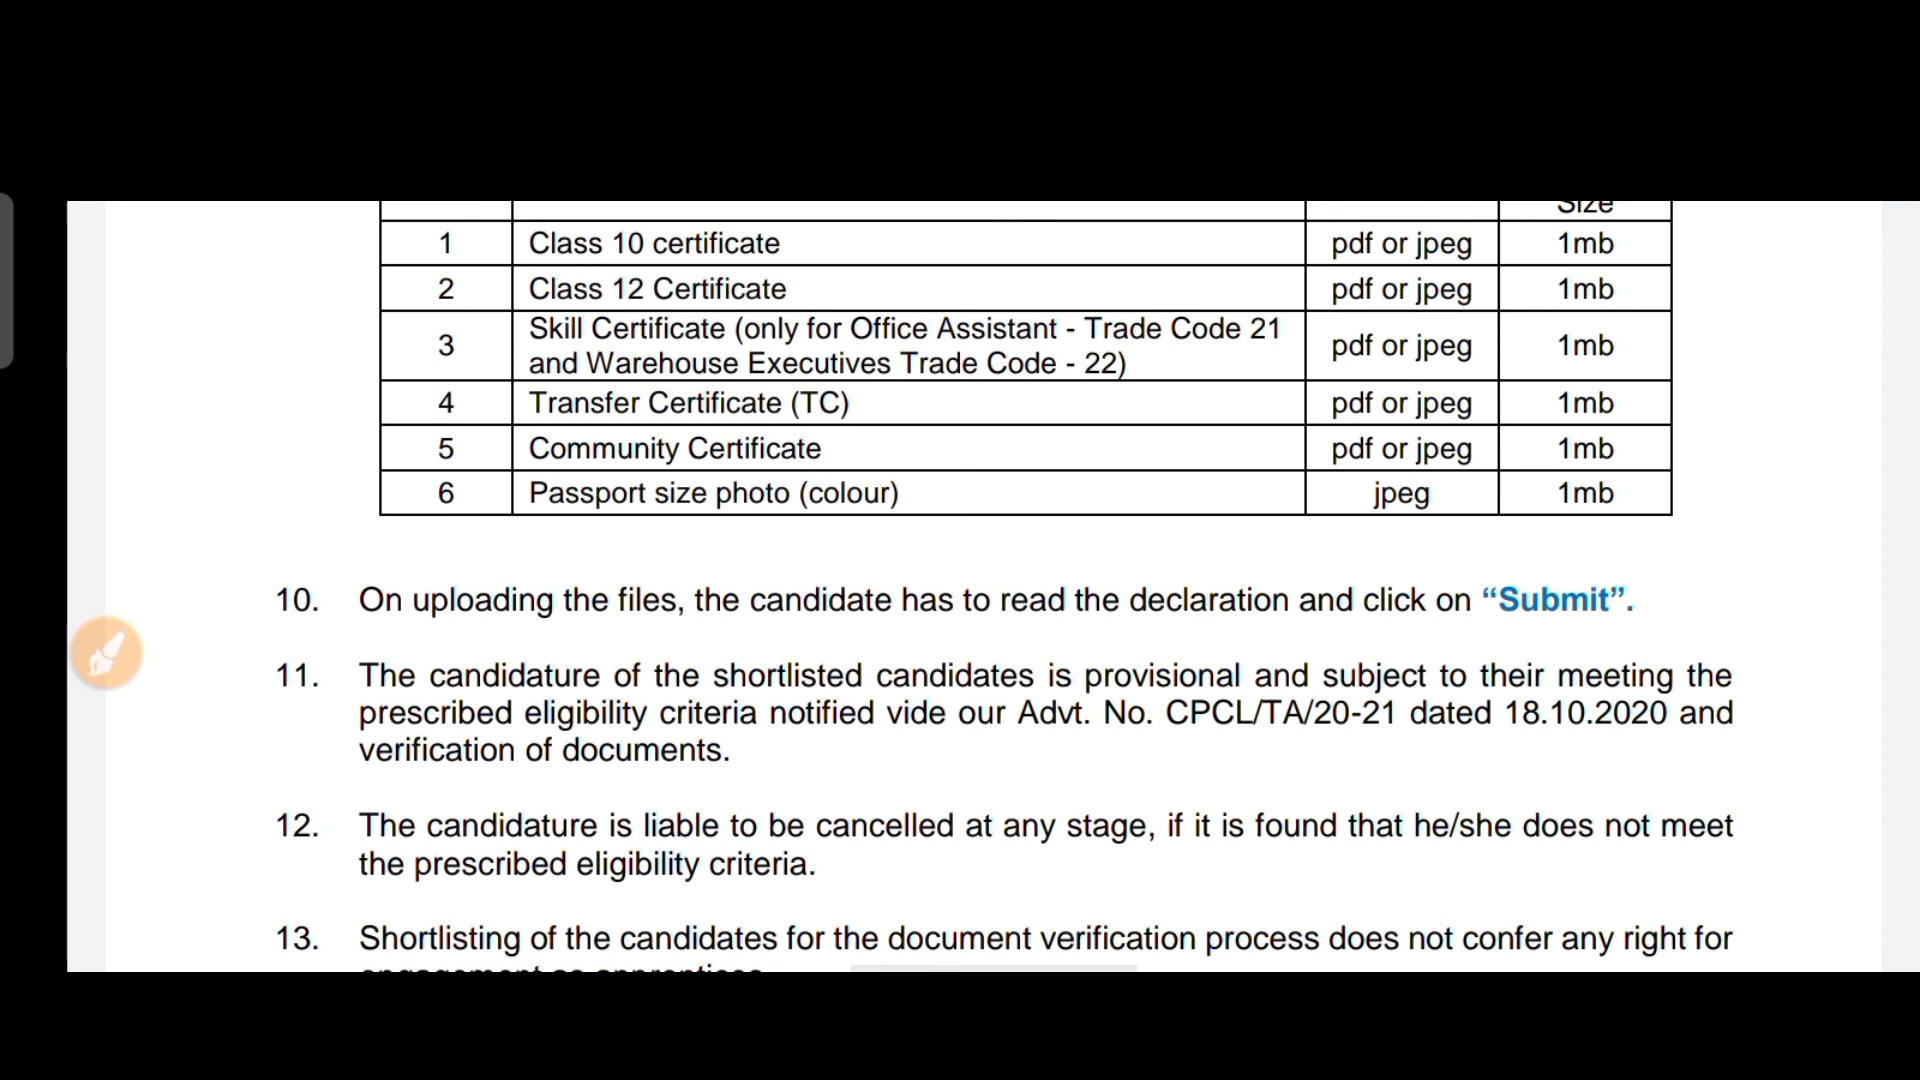 Size
1 Class 10 certificate pdf or jpeg 1mb
2 Class 12 Certificate pdf or jpeg 1mb
3 Skill Certificate (only for Office Assistant - Trade Code 21
and Warehouse Executives Trade Code - 22) pdf or jpeg 1mb
4 Transfer Certificate (TC) pdf or jpeg 1mb
5 Community Certificate pdf or jpeg 1mb
6 Passport size photo (colour) jpeg 1mb
10. On uploading the files, the candidate has to read the declaration and click on “Submit”.
11. The candidature of the shortlisted candidates is provisional and subject to their meeting the
prescribed eligibility criteria notified vide our Advt. No. CPCL/TA/20-21 dated 18.10.2020 and
verification of documents.
12. The candidature is liable to be cancelled at any stage, if it is found that he/she does not meet
the prescribed eligibility criteria.
13. Shortlisting of the candidates for the document verification process does not confer any right for
engagement as apprentices.